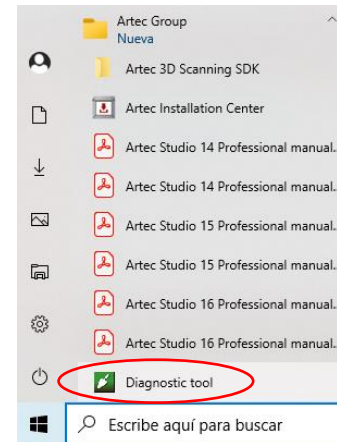 Artec Group
Nueva
Artec 3D Scanning SDK
Artec Installation Center
Artec Studio 14 Professional manual..
Artec Studio 14 Professional manual..
Artec Studio 15 Professional manual..
Artec Studio 15 Professional manual..
Artec Studio 16 Professional manual..
Artec Studio 16 Professional manual..
Diagnostic tool
Escribe aquí para buscar